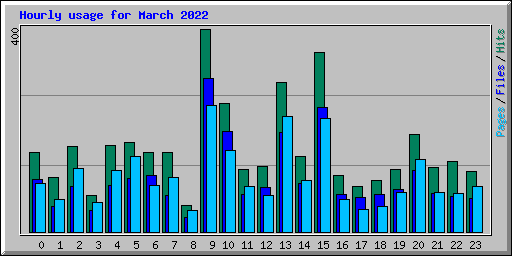 Hourly usage for March 2022
400
Pages / Files / Hits
0 1 2 3 4 5 6 7 8 9 10 11 12 13 14 15 16 17 18 19 20 21 22 23